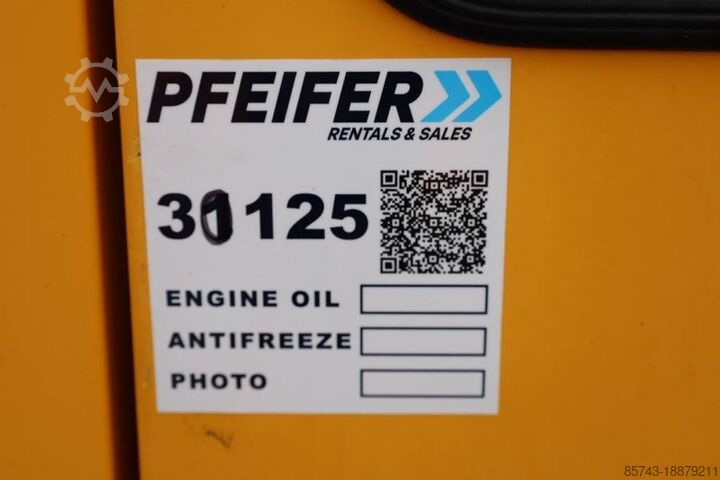 PFEIFER
RENTALS & SALES
30125
ENGINE OIL
ANTIFREEZE
PHOTO
85743-18879211